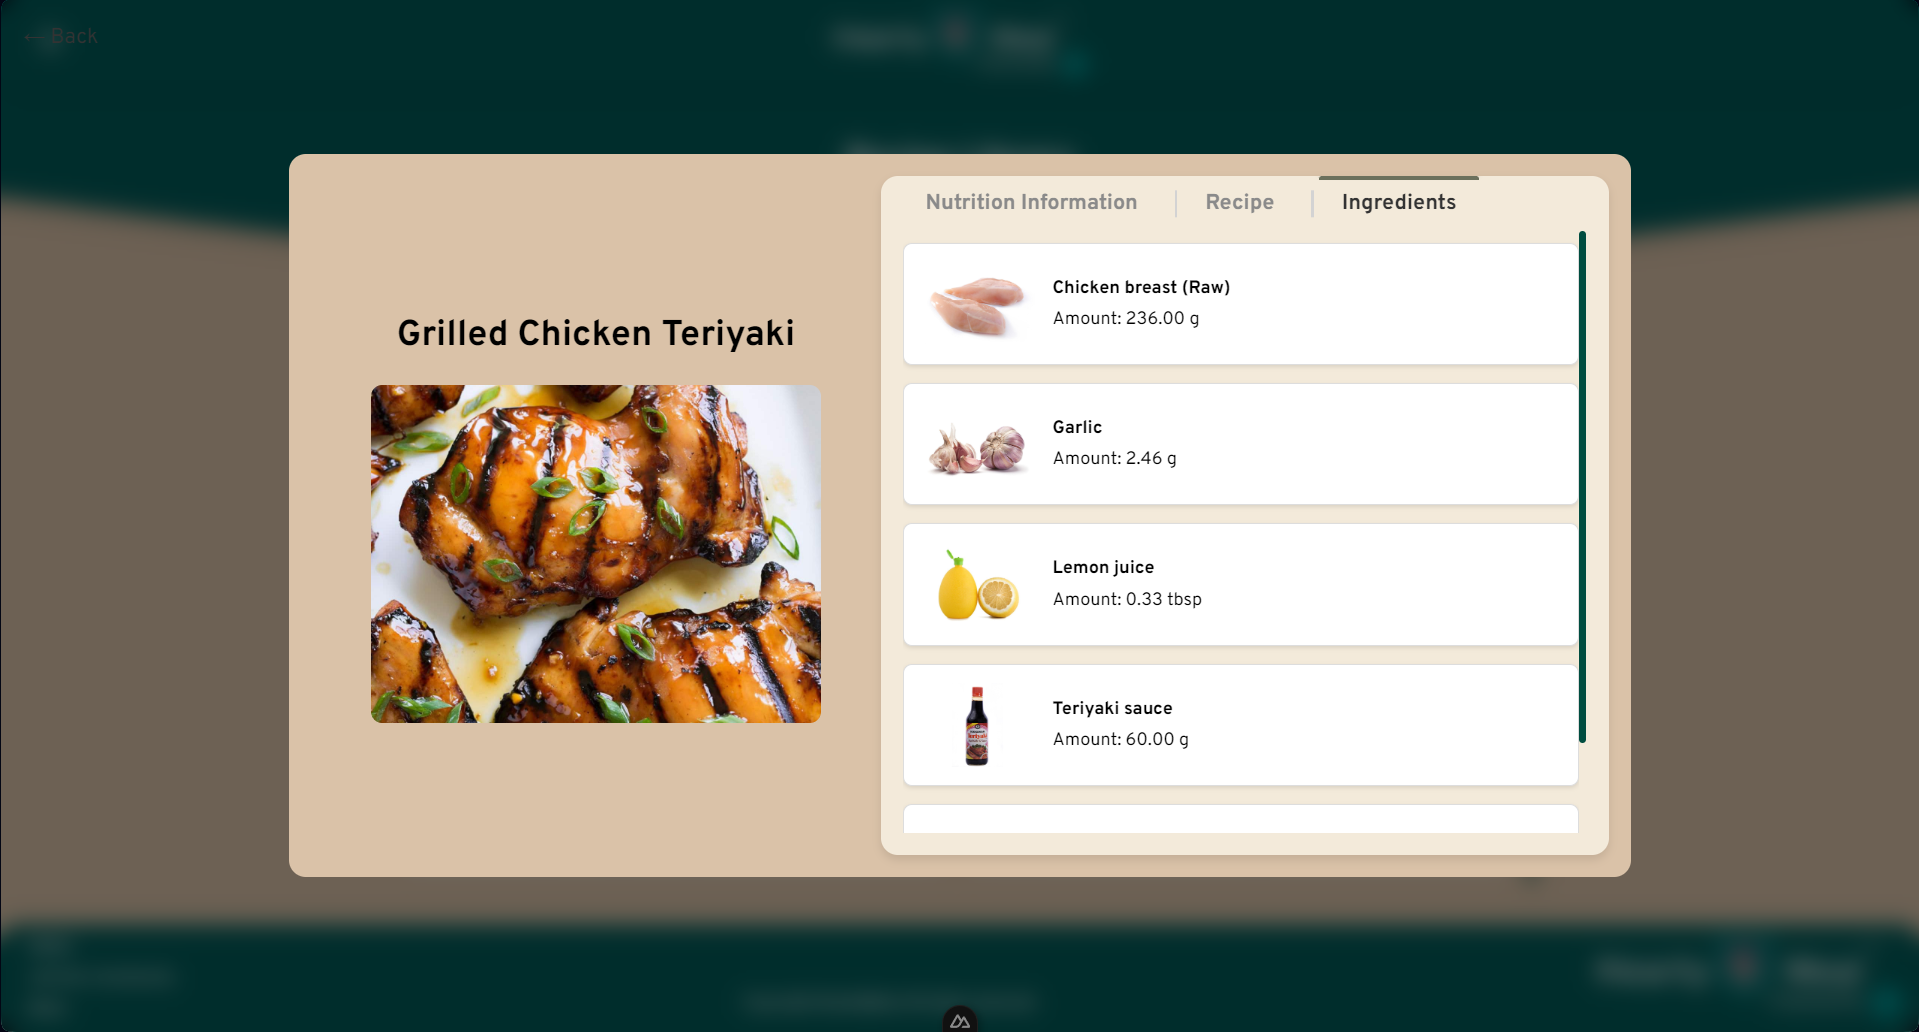 ← Back
Grilled Chicken Teriyaki
Nutrition Information
Recipe
Ingredients
Chicken breast (Raw)
Amount: 236.00 g
Garlic
Amount: 2.46 g
Lemon juice
Amount: 0.33 tbsp
Teriyaki sauce
Amount: 60.00 g